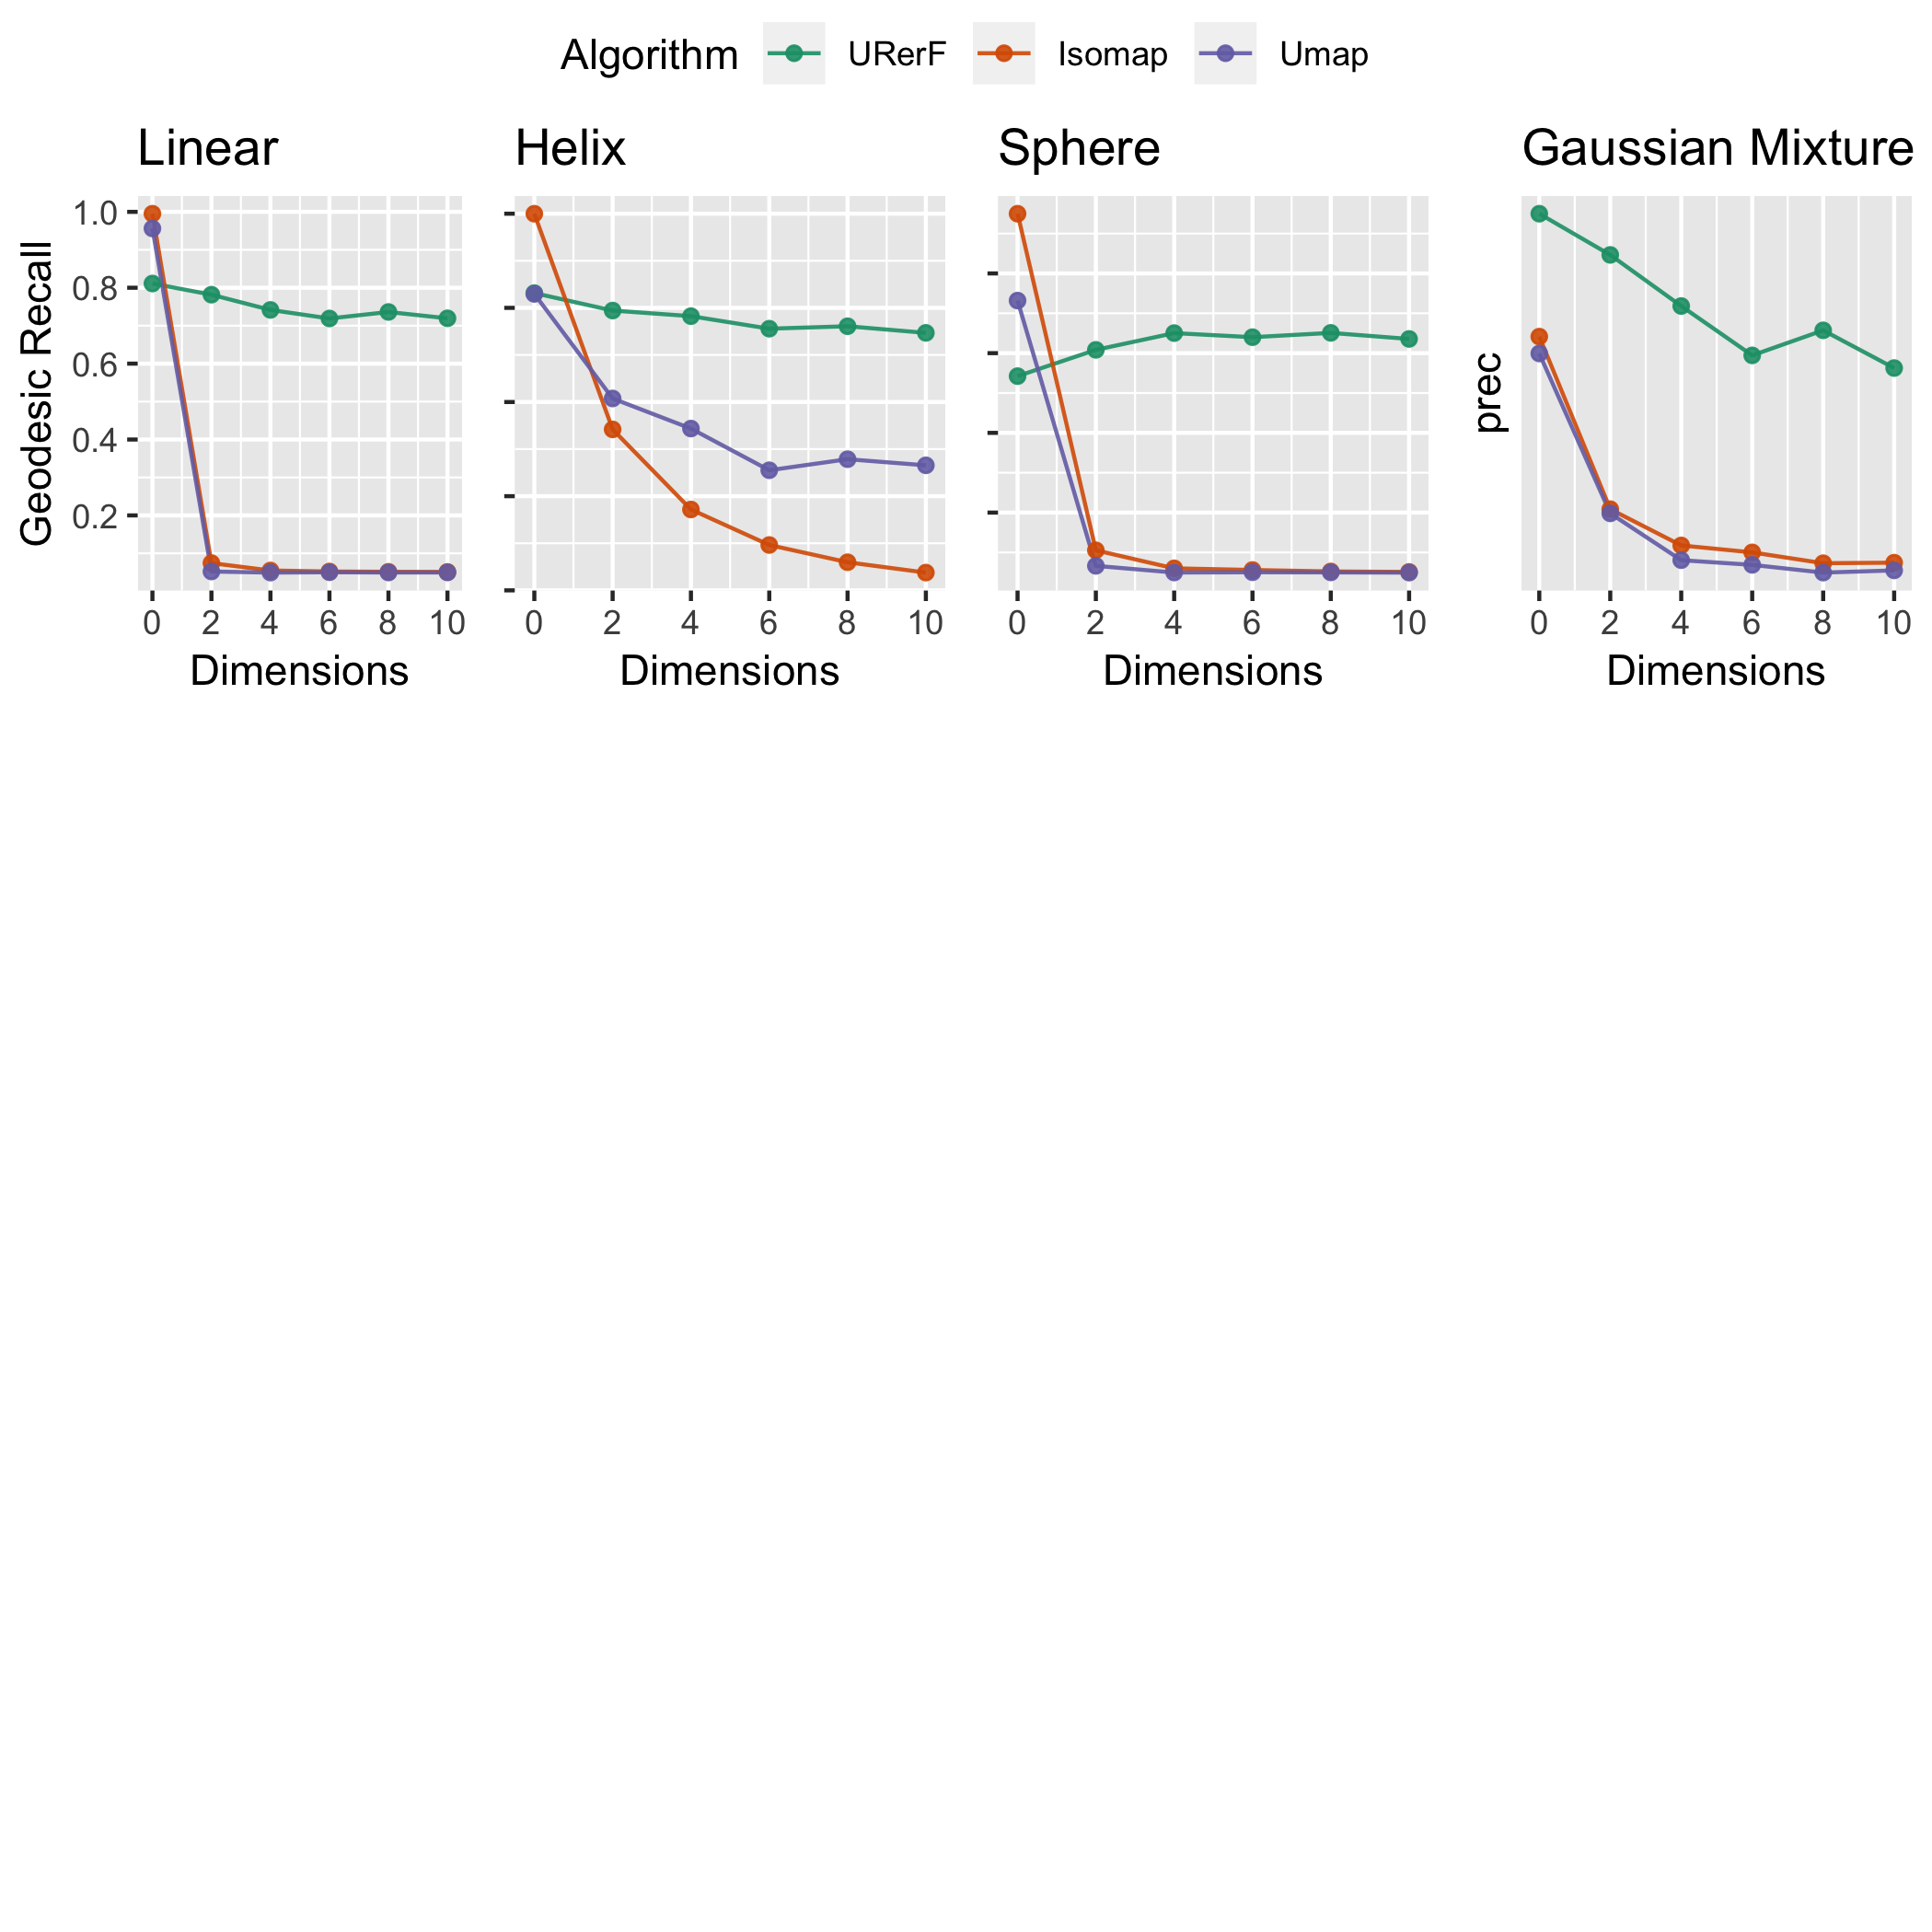 Algorithm URerF Isomap Umap
Linear
Helix
Sphere
Gaussian Mixture
Geodesic Recall
1.0
0.8
0.6
0.4
0.2
0 2 4 6 8 10
Dimensions
0 2 4 6 8 10
Dimensions
0 2 4 6 8 10
Dimensions
prec
0 2 4 6 8 10
Dimensions